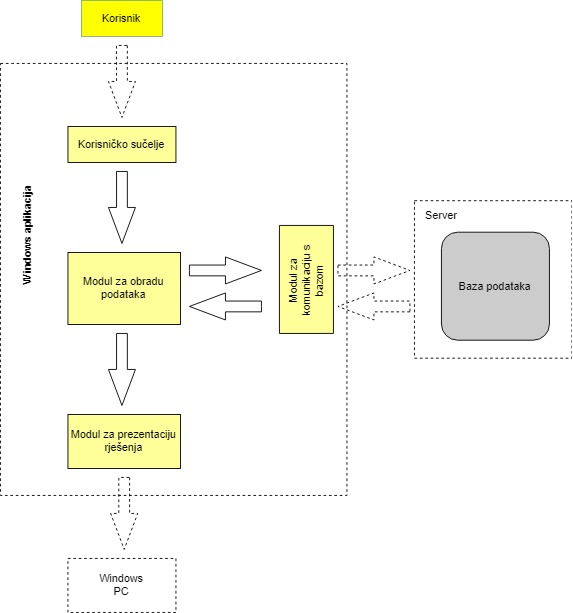 Korisnik
Windows aplikacija
Korisničko sučelje
Modul za obradu
podataka
Modul za
komunikaciju s
bazom
Server
Baza podataka
Modul za prezentaciju
rješenja
Windows
PC